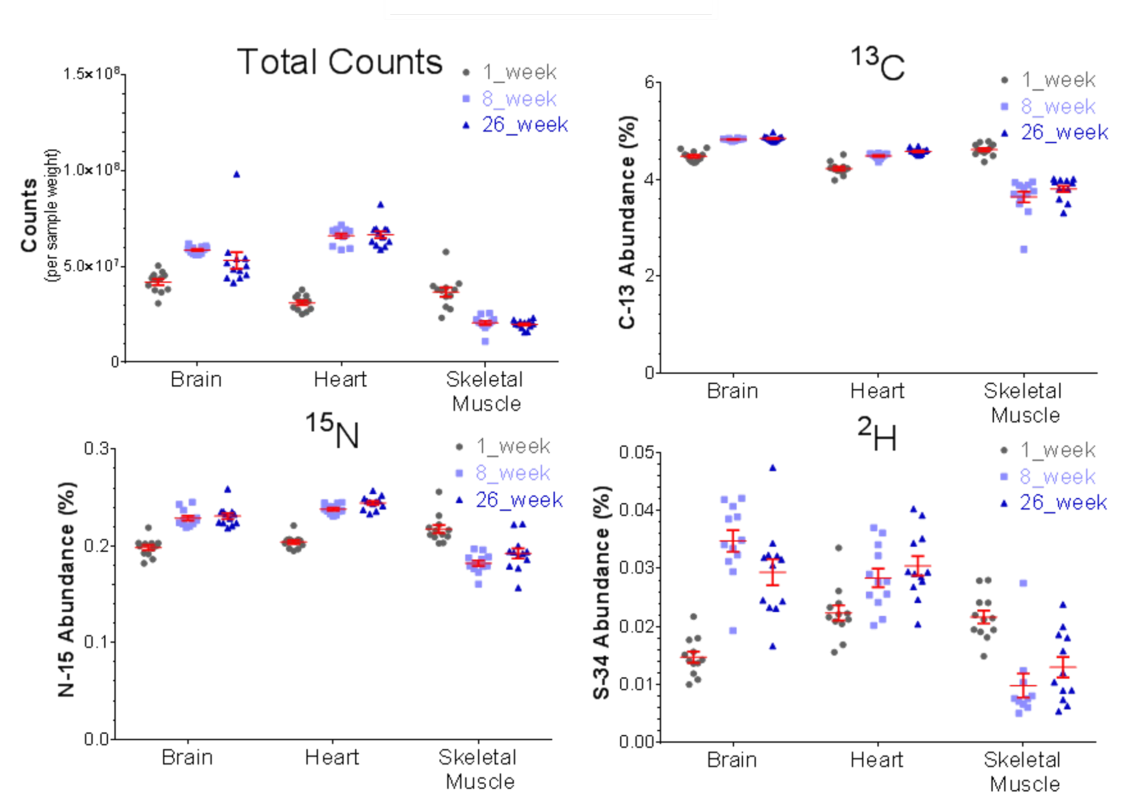 Total Counts
1_week
8_week
26_week
1.5×10⁸
1.0×10⁸
5.0×10⁷
0
Counts
(per sample weight)
Brain
Heart
Skeletal
Muscle
¹³C
1_week
8_week
26_week
6
4
2
0
C-13 Abundance (%)
Brain
Heart
Skeletal
Muscle
¹⁵N
1_week
8_week
26_week
0.3
0.2
0.1
0.0
N-15 Abundance (%)
Brain
Heart
Skeletal
Muscle
²H
1_week
8_week
26_week
0.05
0.04
0.03
0.02
0.01
0.00
S-34 Abundance (%)
Brain
Heart
Skeletal
Muscle